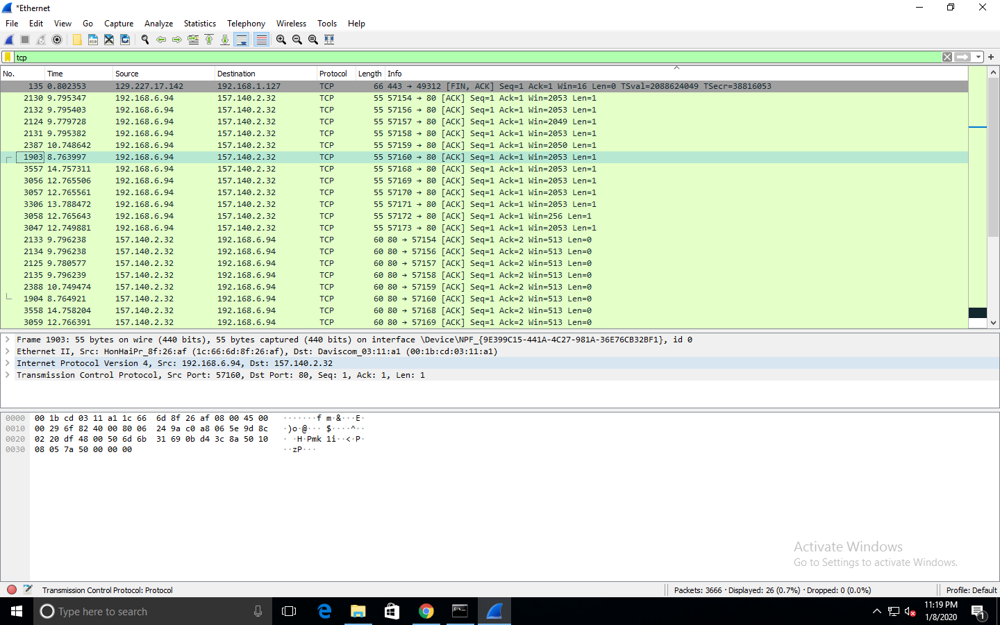 *Ethernet
File Edit View Go Capture Analyze Statistics Telephony Wireless Tools Help
tcp
No. Time Source Destination Protocol Length Info
135 0.802353 129.227.17.142 192.168.1.127 TCP 66 443 → 49312 [FIN, ACK] Seq=1 Ack=1 Win=16 Len=0 TSval=2088624049 TSecr=38816053
2130 9.795347 192.168.6.94 157.140.2.32 TCP 55 57154 → 80 [ACK] Seq=1 Ack=1 Win=2053 Len=1
2132 9.795403 192.168.6.94 157.140.2.32 TCP 55 57156 → 80 [ACK] Seq=1 Ack=1 Win=2053 Len=1
2124 9.779728 192.168.6.94 157.140.2.32 TCP 55 57157 → 80 [ACK] Seq=1 Ack=1 Win=2049 Len=1
2131 9.795382 192.168.6.94 157.140.2.32 TCP 55 57158 → 80 [ACK] Seq=1 Ack=1 Win=2053 Len=1
2387 10.748642 192.168.6.94 157.140.2.32 TCP 55 57159 → 80 [ACK] Seq=1 Ack=1 Win=2050 Len=1
1903 8.763997 192.168.6.94 157.140.2.32 TCP 55 57160 → 80 [ACK] Seq=1 Ack=1 Win=2053 Len=1
3557 14.757311 192.168.6.94 157.140.2.32 TCP 55 57168 → 80 [ACK] Seq=1 Ack=1 Win=2053 Len=1
3056 12.765506 192.168.6.94 157.140.2.32 TCP 55 57169 → 80 [ACK] Seq=1 Ack=1 Win=2053 Len=1
3057 12.765561 192.168.6.94 157.140.2.32 TCP 55 57170 → 80 [ACK] Seq=1 Ack=1 Win=2053 Len=1
3306 13.788472 192.168.6.94 157.140.2.32 TCP 55 57171 → 80 [ACK] Seq=1 Ack=1 Win=2053 Len=1
3058 12.765643 192.168.6.94 157.140.2.32 TCP 55 57172 → 80 [ACK] Seq=1 Ack=1 Win=256 Len=1
3047 12.749881 192.168.6.94 157.140.2.32 TCP 55 57173 → 80 [ACK] Seq=1 Ack=1 Win=2053 Len=1
2133 9.796238 157.140.2.32 192.168.6.94 TCP 60 80 → 57154 [ACK] Seq=1 Ack=2 Win=513 Len=0
2134 9.796238 157.140.2.32 192.168.6.94 TCP 60 80 → 57156 [ACK] Seq=1 Ack=2 Win=513 Len=0
2125 9.780577 157.140.2.32 192.168.6.94 TCP 60 80 → 57157 [ACK] Seq=1 Ack=2 Win=513 Len=0
2135 9.796239 157.140.2.32 192.168.6.94 TCP 60 80 → 57158 [ACK] Seq=1 Ack=2 Win=513 Len=0
2388 10.749474 157.140.2.32 192.168.6.94 TCP 60 80 → 57159 [ACK] Seq=1 Ack=2 Win=513 Len=0
1904 8.764921 157.140.2.32 192.168.6.94 TCP 60 80 → 57160 [ACK] Seq=1 Ack=2 Win=513 Len=0
3558 14.758204 157.140.2.32 192.168.6.94 TCP 60 80 → 57168 [ACK] Seq=1 Ack=2 Win=513 Len=0
3059 12.766391 157.140.2.32 192.168.6.94 TCP 60 80 → 57169 [ACK] Seq=1 Ack=2 Win=513 Len=0
Frame 1903: 55 bytes on wire (440 bits), 55 bytes captured (440 bits) on interface \Device\NPF_{9E399C15-441A-4C27-981A-36E76CB32BF1}, id 0
Ethernet II, Src: HonHaiPr_8f:26:af (1c:66:6d:8f:26:af), Dst: Daviscom_03:11:a1 (00:1b:cd:03:11:a1)
Internet Protocol Version 4, Src: 192.168.6.94, Dst: 157.140.2.32
Transmission Control Protocol, Src Port: 57160, Dst Port: 80, Seq: 1, Ack: 1, Len: 1
0000 00 1b cd 03 11 a1 1c 66 6d 8f 26 af 08 00 45 00 ·······f m·&···E·
0010 00 29 6f 82 40 00 80 06 24 9a c0 a8 06 5e 9d 8c ·)o·@··· $····^··
0020 02 20 df 48 00 50 6d 6b 31 69 0b d4 3c 8a 50 10 · ·H·Pmk 1i··<·P·
0030 08 05 7a 50 00 00 00 ··zP···
Activate Windows
Go to Settings to activate Windows.
Transmission Control Protocol: Protocol
Packets: 3666 · Displayed: 26 (0.7%) · Dropped: 0 (0.0%)
Profile: Default
Type here to search
11:19 PM
1/8/2020
1